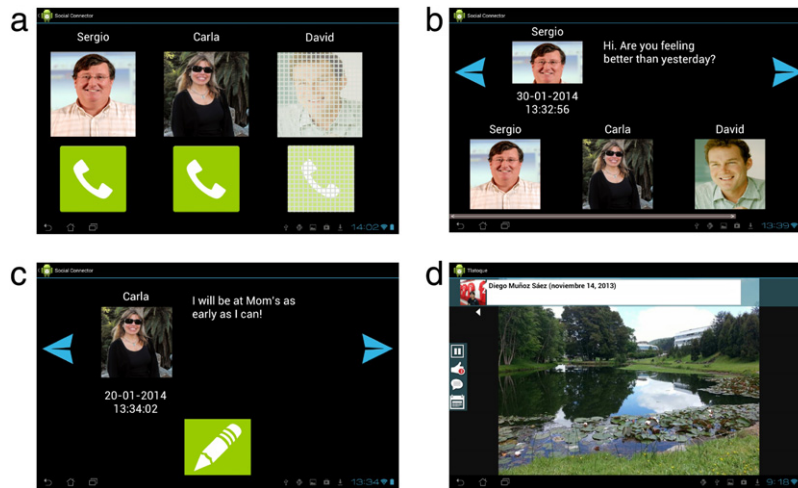 a
Social Connector
Sergio Carla David
14:02
b
Social Connector
Sergio
Hi. Are you feeling
better than yesterday?
30-01-2014
13:32:56
Sergio Carla David
13:39
c
Social Connector
Carla
I will be at Mom's as
early as I can!
20-01-2014
13:34:02
13:34
d
Diego Muñoz Sáez (noviembre 14, 2013)
9:18